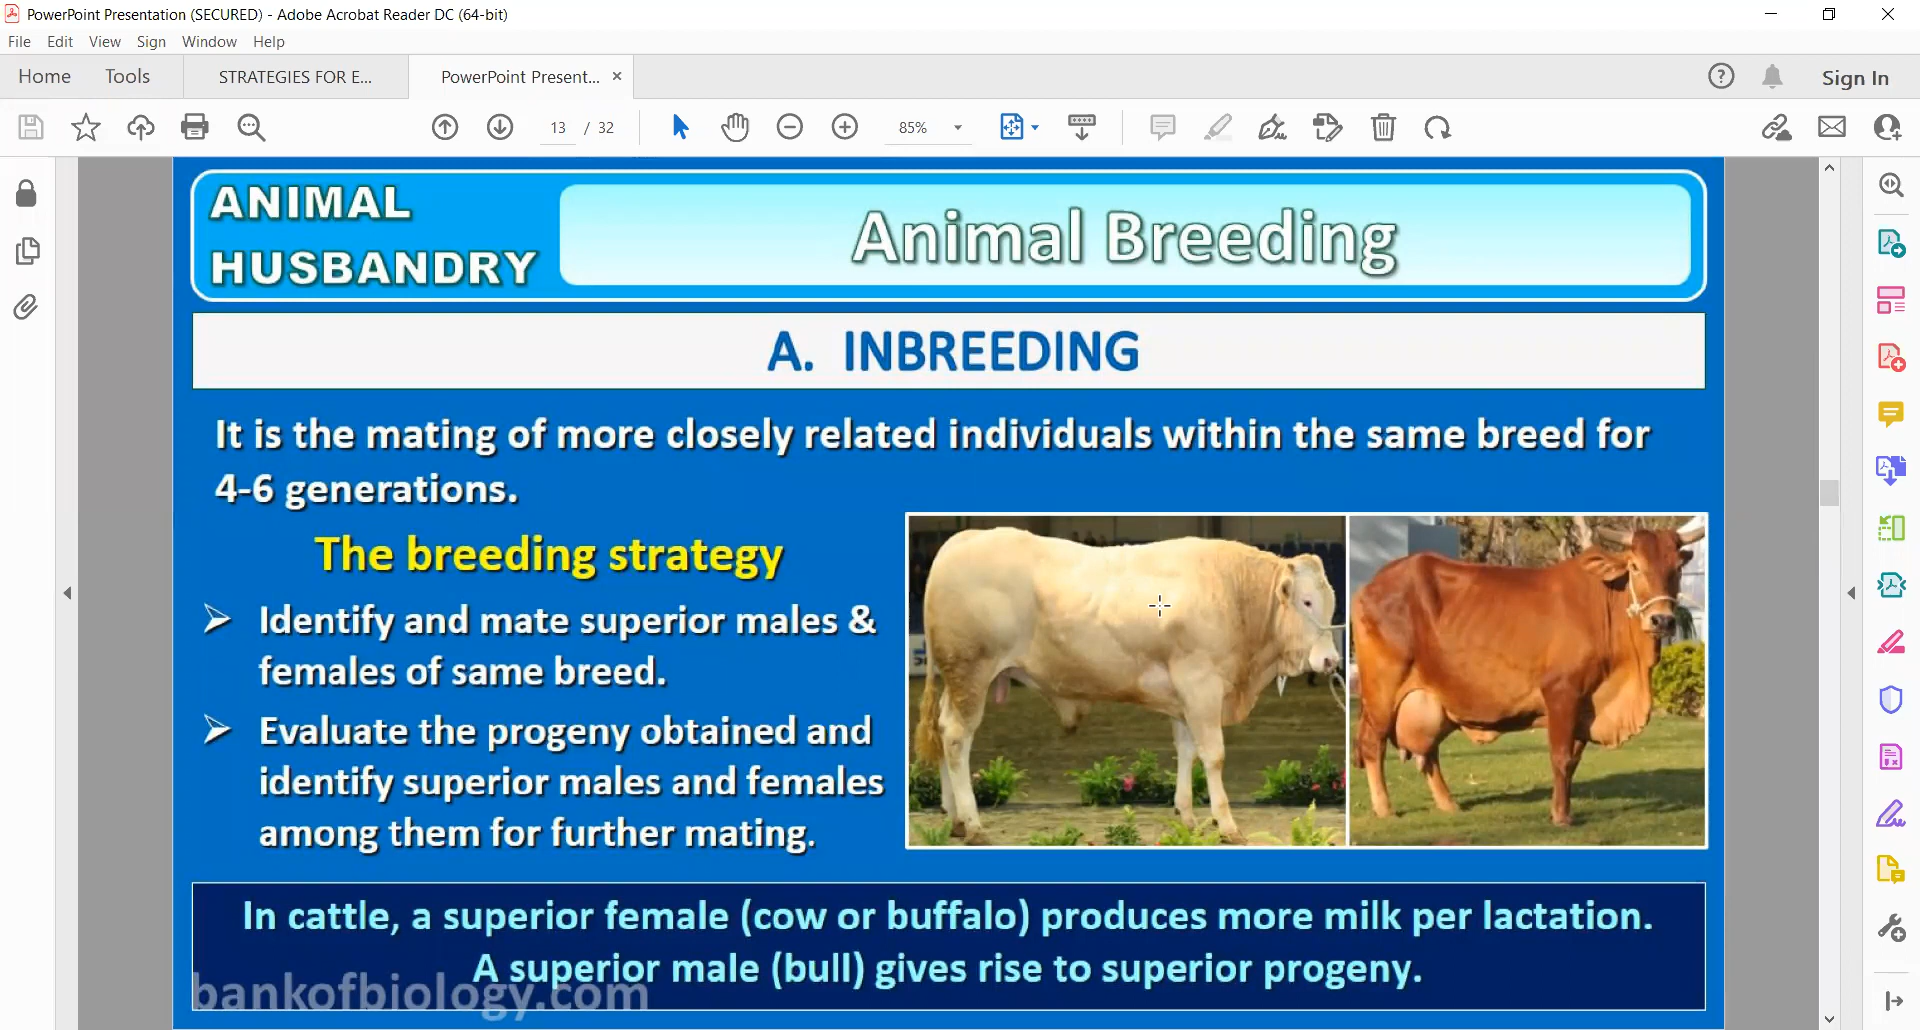 PowerPoint Presentation (SECURED) - Adobe Acrobat Reader DC (64-bit)
File Edit View Sign Window Help
Home Tools STRATEGIES FOR E... PowerPoint Present... × Sign In
13 / 32 85%
ANIMAL
HUSBANDRY
Animal Breeding
A. INBREEDING
It is the mating of more closely related individuals within the same breed for
4-6 generations.
The breeding strategy
Identify and mate superior males &
females of same breed.
Evaluate the progeny obtained and
identify superior males and females
among them for further mating.
In cattle, a superior female (cow or buffalo) produces more milk per lactation.
A superior male (bull) gives rise to superior progeny.
bankofbiology.com